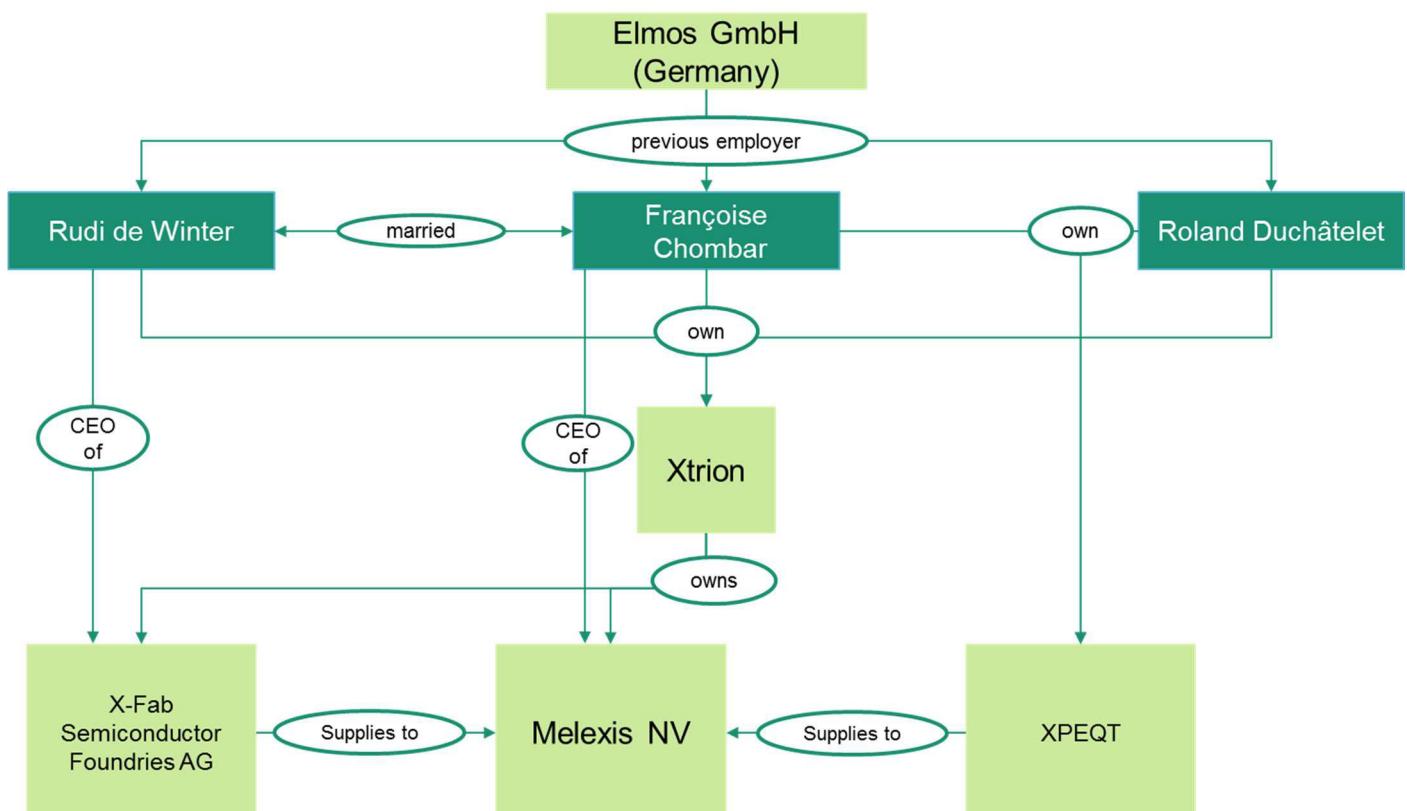 Elmos GmbH
(Germany)
previous employer
Rudi de Winter
married
Françoise
Chombar
own
Roland Duchâtelet
own
CEO
of
CEO
of
Xtrion
owns
X-Fab
Semiconductor
Foundries AG
Supplies to
Melexis NV
Supplies to
XPEQT